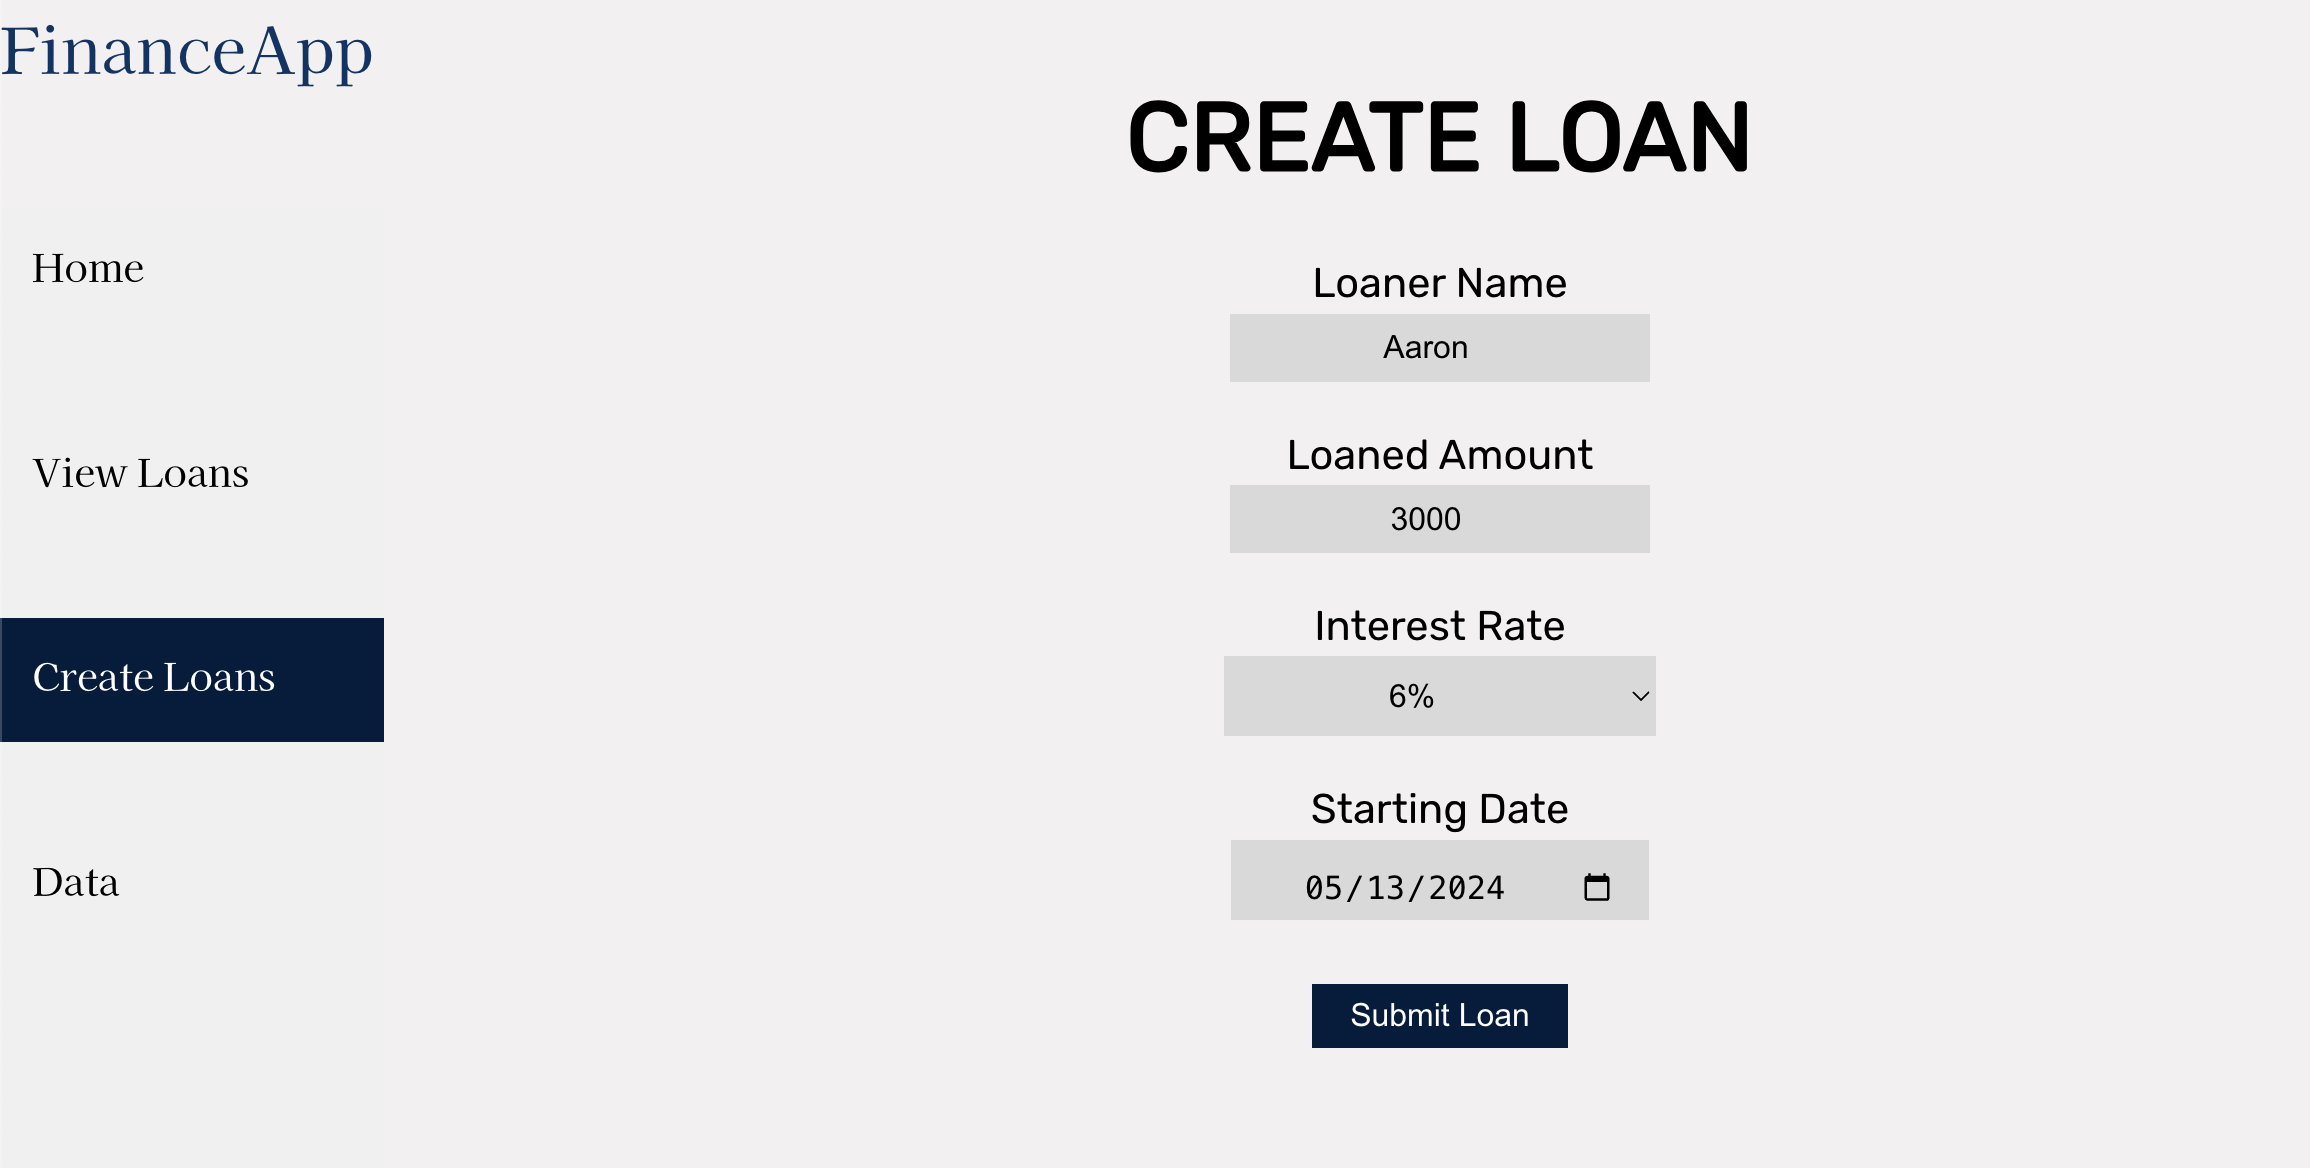 FinanceApp
Home
View Loans
Create Loans
Data
CREATE LOAN
Loaner Name
Aaron
Loaned Amount
3000
Interest Rate
6%
Starting Date
05/13/2024
Submit Loan